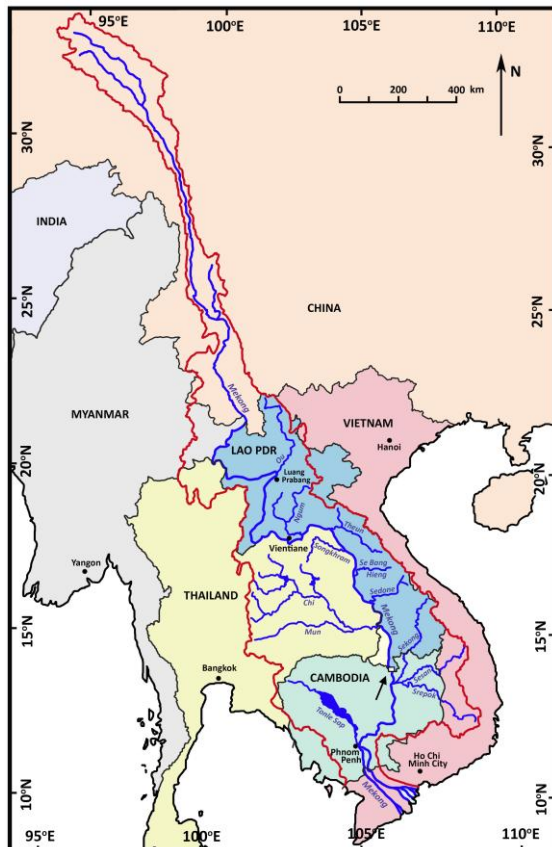 95°E
100°E
105°E
110°E
N
0 200 400 km
30°N
30°N
INDIA
25°N
25°N
CHINA
MYANMAR
Mekong
VIETNAM
Hanoi
20°N
20°N
LAO PDR
Ou
Luang
Prabang
Ngum
Theun
Vientiane
Songkhram
Se Bang
Hieng
Yangon
THAILAND
Sedone
Chi
Mekong
15°N
15°N
Mun
Sekong
Bangkok
CAMBODIA
Sesan
Srepok
Tonle Sap
Phnom
Penh
Ho Chi
Minh City
Mekong
10°N
10°N
95°E
100°E
105°E
110°E